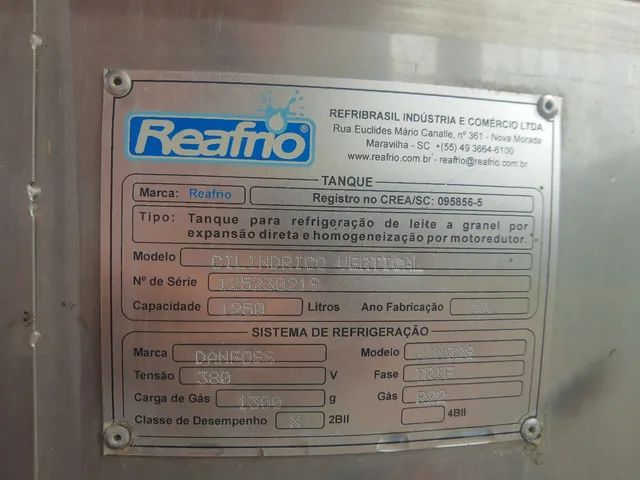 Reafrio®
REFRIBRASIL INDÚSTRIA E COMÉRCIO LTDA.
Rua Euclides Mário Canalle, nº 361 - Nova Morada
Maravilha - SC +(55) 49 3664-6100
www.reafrio.com.br - reafrio@reafrio.com.br
TANQUE
Marca: Reafrio
Registro no CREA/SC: 095856-5
Tipo: Tanque para refrigeração de leite a granel por
expansão direta e homogeneização por motoredutor.
Modelo CILINDRICO VERTICAL
Nº de Série 125230219
Capacidade 1250 Litros Ano Fabricação
SISTEMA DE REFRIGERAÇÃO
Marca DANFOSS Modelo
Tensão 380 V Fase TRIF
Carga de Gás 1300 g Gás R22
Classe de Desempenho X 2BII 4BII